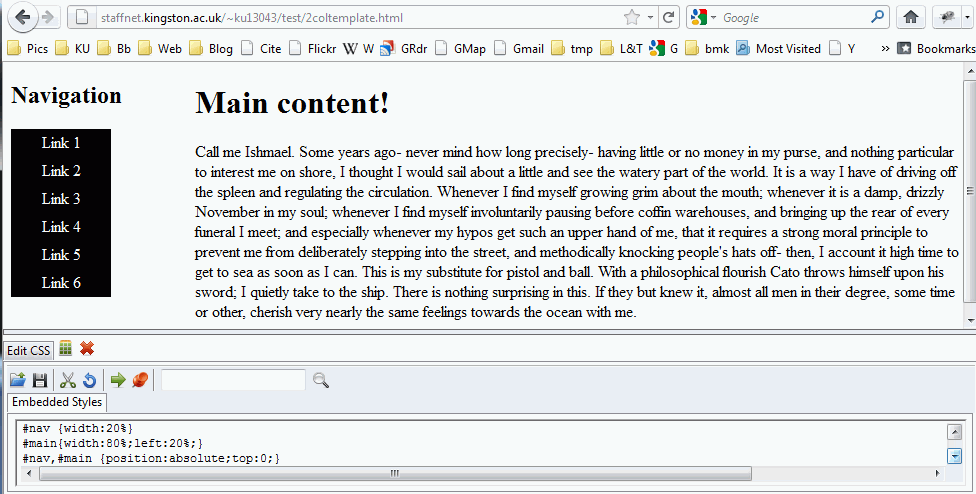 staffnet.kingston.ac.uk/~ku13043/test/2coltemplate.html
Google
Pics KU Bb Web Blog Cite Flickr W W GRdr GMap Gmail tmp L&T G bmk Most Visited Y » Bookmarks
Navigation
Link 1
Link 2
Link 3
Link 4
Link 5
Link 6
Main content!
Call me Ishmael. Some years ago- never mind how long precisely- having little or no money in my purse, and nothing particular
to interest me on shore, I thought I would sail about a little and see the watery part of the world. It is a way I have of driving off
the spleen and regulating the circulation. Whenever I find myself growing grim about the mouth; whenever it is a damp, drizzly
November in my soul; whenever I find myself involuntarily pausing before coffin warehouses, and bringing up the rear of every
funeral I meet; and especially whenever my hypos get such an upper hand of me, that it requires a strong moral principle to
prevent me from deliberately stepping into the street, and methodically knocking people's hats off- then, I account it high time to
get to sea as soon as I can. This is my substitute for pistol and ball. With a philosophical flourish Cato throws himself upon his
sword; I quietly take to the ship. There is nothing surprising in this. If they but knew it, almost all men in their degree, some time
or other, cherish very nearly the same feelings towards the ocean with me.
Edit CSS
Embedded Styles
#nav {width:20%}
#main{width:80%;left:20%;}
#nav,#main {position:absolute;top:0;}